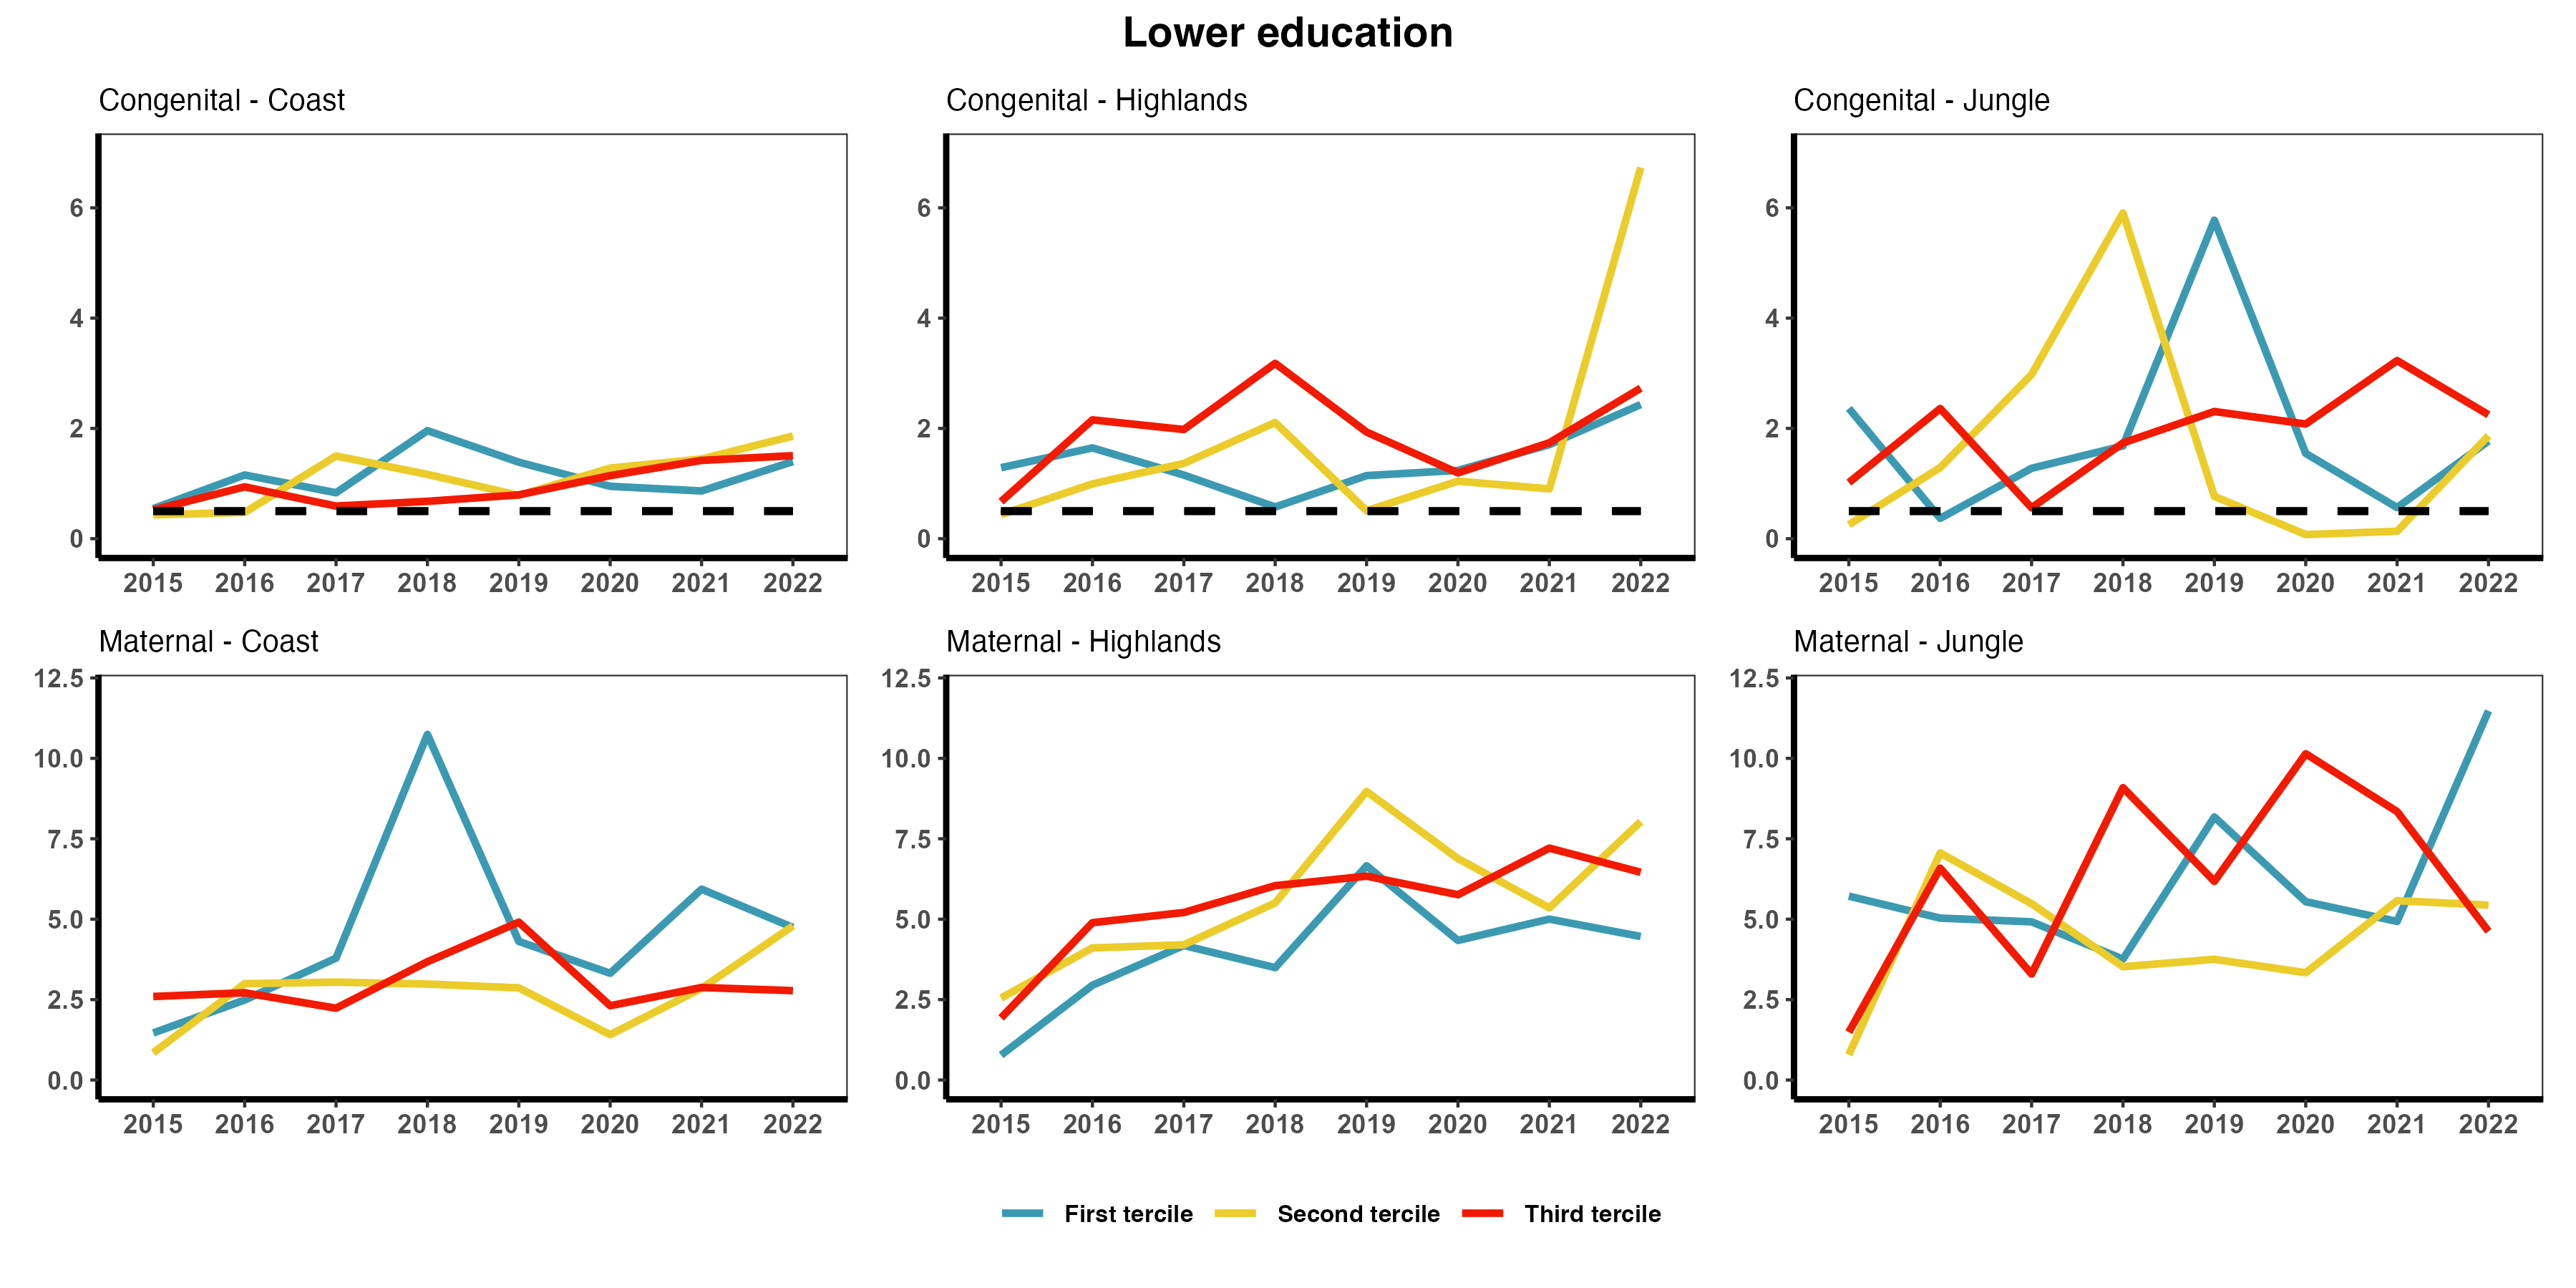 Lower education
Congenital - Coast
Congenital - Highlands
Congenital - Jungle
6
4
2
0
2015 2016 2017 2018 2019 2020 2021 2022
6
4
2
0
2015 2016 2017 2018 2019 2020 2021 2022
6
4
2
0
2015 2016 2017 2018 2019 2020 2021 2022
Maternal - Coast
Maternal - Highlands
Maternal - Jungle
12.5
10.0
7.5
5.0
2.5
0.0
2015 2016 2017 2018 2019 2020 2021 2022
12.5
10.0
7.5
5.0
2.5
0.0
2015 2016 2017 2018 2019 2020 2021 2022
12.5
10.0
7.5
5.0
2.5
0.0
2015 2016 2017 2018 2019 2020 2021 2022
First tercile Second tercile Third tercile